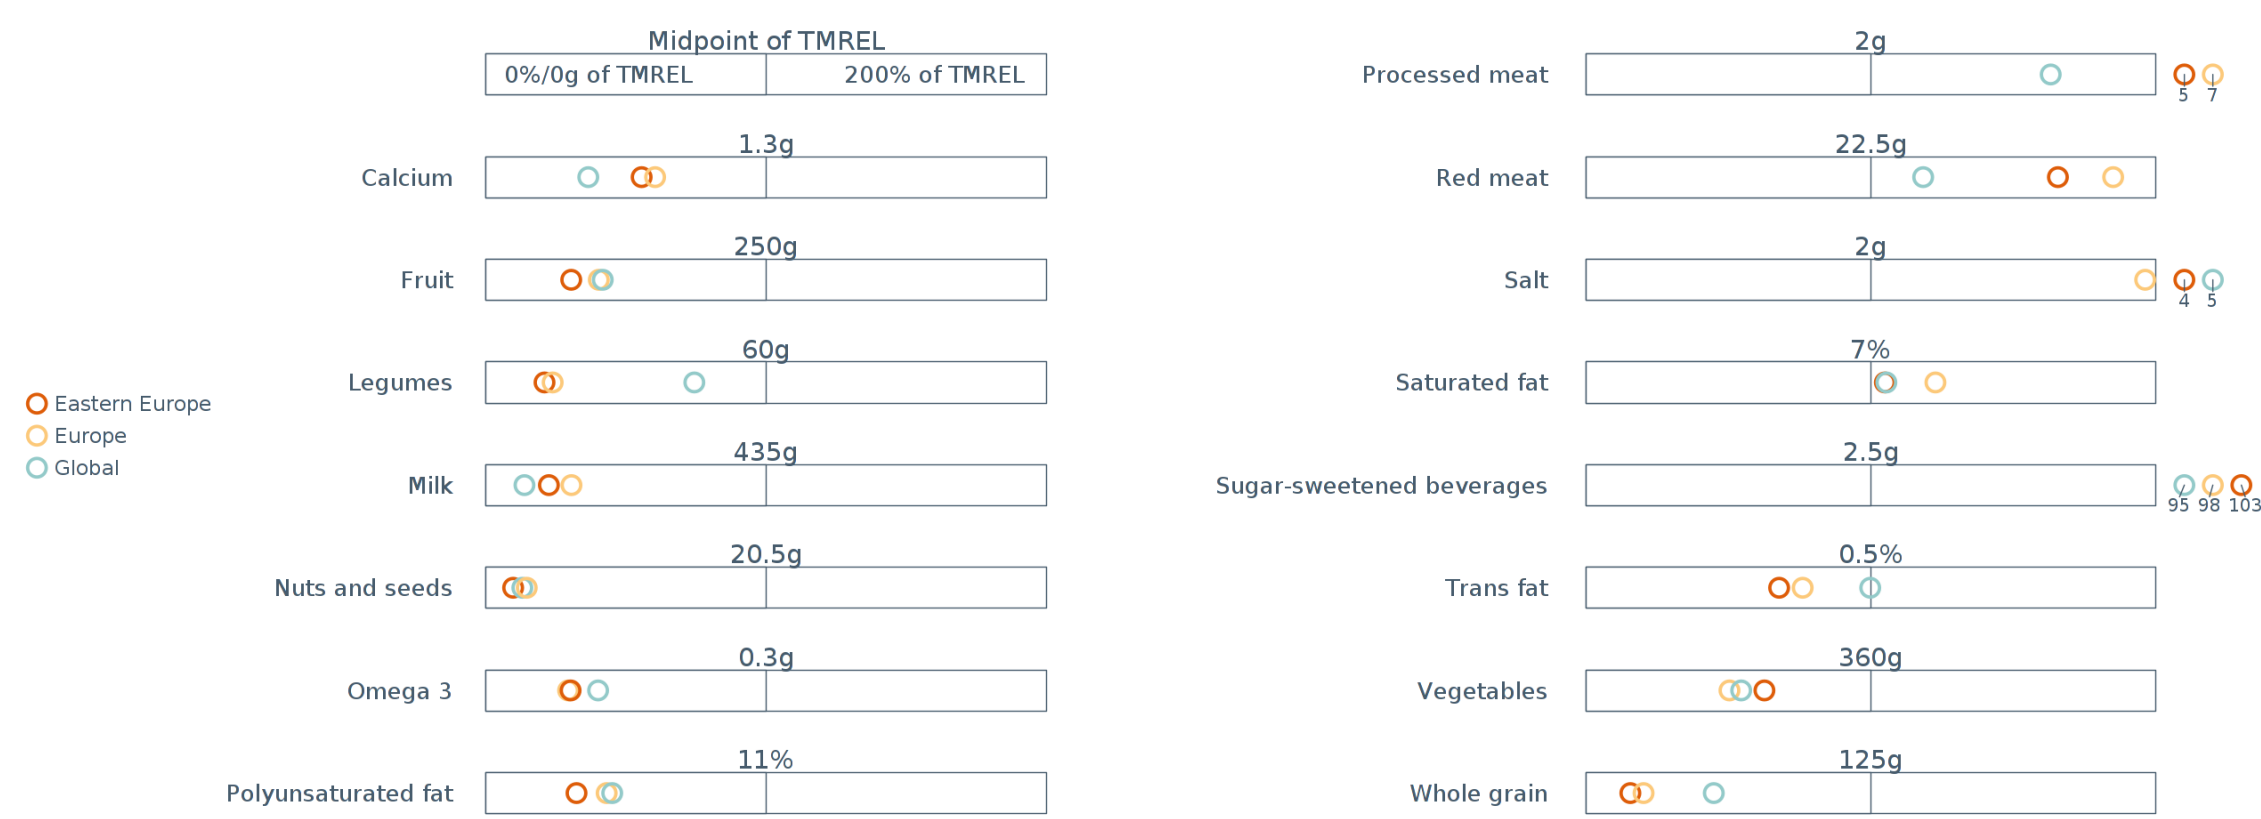 Midpoint of TMREL
0%/0g of TMREL 200% of TMREL
1.3g
Calcium
250g
Fruit
60g
Legumes
435g
Milk
20.5g
Nuts and seeds
0.3g
Omega 3
11%
Polyunsaturated fat
Eastern Europe
Europe
Global
2g
Processed meat
5 7
22.5g
Red meat
2g
Salt
4 5
7%
Saturated fat
2.5g
Sugar-sweetened beverages
95 98 103
0.5%
Trans fat
360g
Vegetables
125g
Whole grain